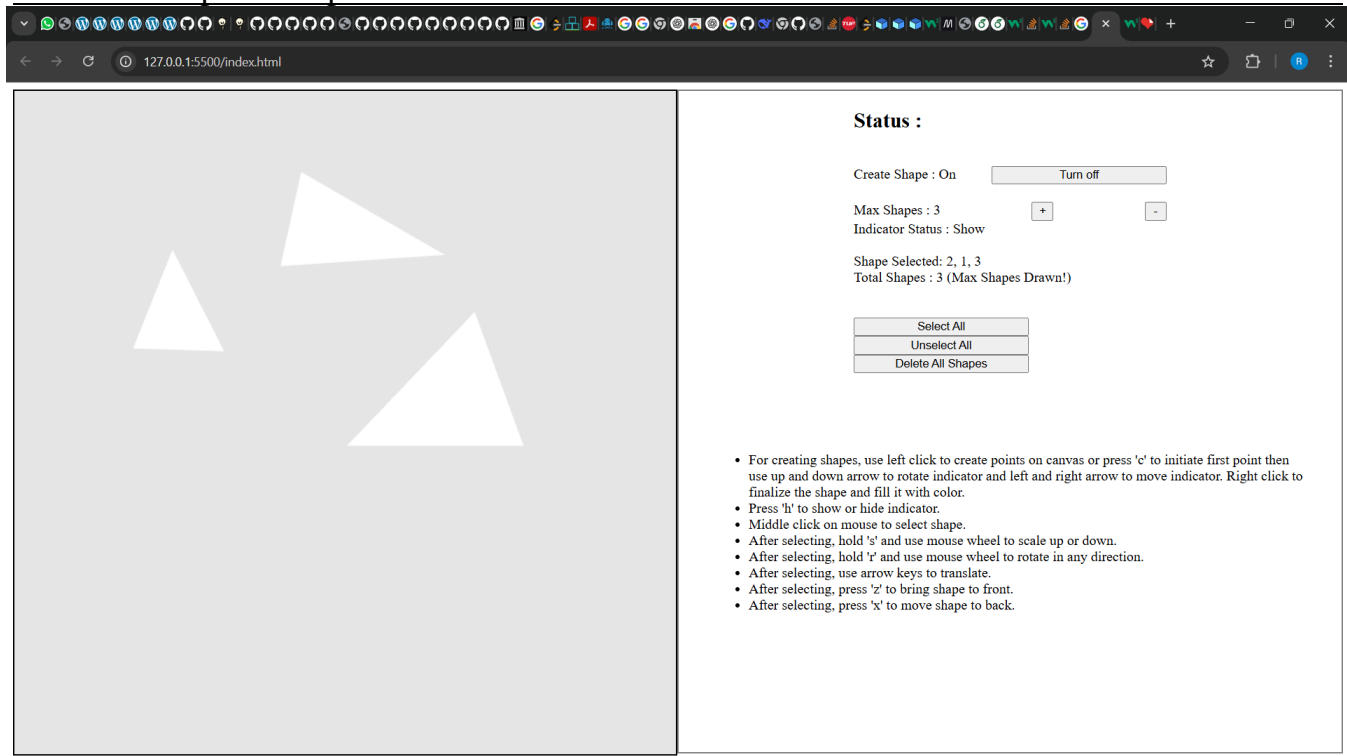 127.0.0.1:5500/index.html
R
Status :
Create Shape : On Turn off
Max Shapes : 3 + -
Indicator Status : Show
Shape Selected: 2, 1, 3
Total Shapes : 3 (Max Shapes Drawn!)
Select All
Unselect All
Delete All Shapes
• For creating shapes, use left click to create points on canvas or press 'c' to initiate first point then
use up and down arrow to rotate indicator and left and right arrow to move indicator. Right click to
finalize the shape and fill it with color.
• Press 'h' to show or hide indicator.
• Middle click on mouse to select shape.
• After selecting, hold 's' and use mouse wheel to scale up or down.
• After selecting, hold 'r' and use mouse wheel to rotate in any direction.
• After selecting, use arrow keys to translate.
• After selecting, press 'z' to bring shape to front.
• After selecting, press 'x' to move shape to back.